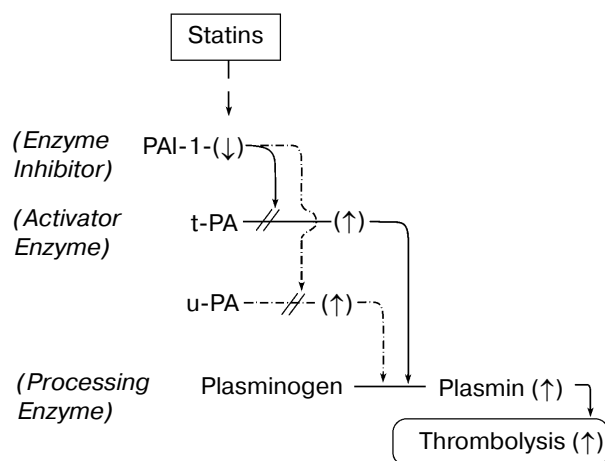 Statins
(Enzyme
Inhibitor)
PAI-1-(↓)
(Activator
Enzyme)
t-PA (↑)
u-PA (↑)
(Processing
Enzyme)
Plasminogen Plasmin (↑)
Thrombolysis (↑)